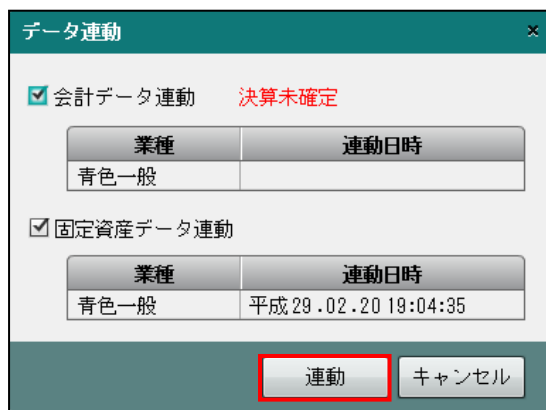 データ連動 ×
会計データ連動 決算未確定
業種 連動日時
青色一般
固定資産データ連動
業種 連動日時
青色一般 平成29.02.20 19:04:35
連動 キャンセル